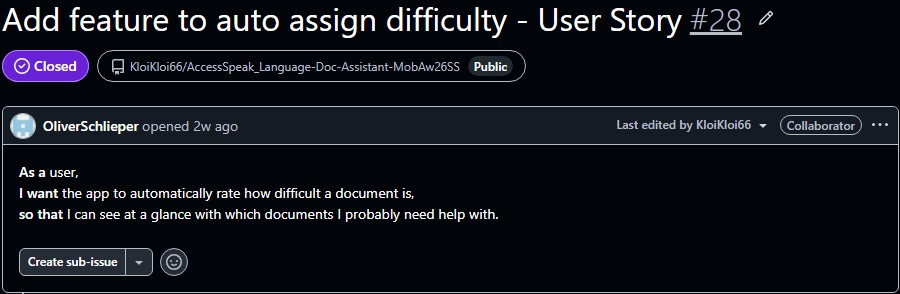 Add feature to auto assign difficulty - User Story #28
Closed
KloiKloi66/AccessSpeak_Language-Doc-Assistant-MobAw26SS Public
OliverSchlieper opened 2w ago
Last edited by KloiKloi66
Collaborator
As a user,
I want the app to automatically rate how difficult a document is,
so that I can see at a glance with which documents I probably need help with.
Create sub-issue